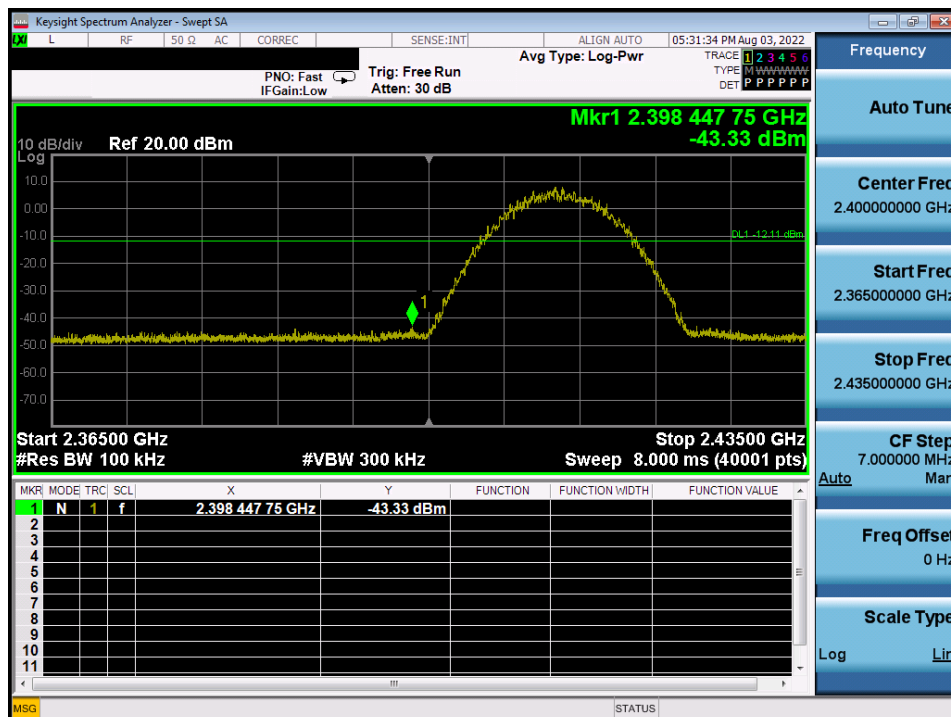 Keysight Spectrum Analyzer - Swept SA
LXI L RF 50 Ω AC CORREC SENSE:INT ALIGN AUTO 05:31:34 PM Aug 03, 2022
Frequency
Avg Type: Log-Pwr
TRACE 1 2 3 4 5 6
TYPE M W W W W W
DET P P P P P P
PNO: Fast
IFGain:Low
Trig: Free Run
Atten: 30 dB
Auto Tune
Mkr1 2.398 447 75 GHz
-43.33 dBm
10 dB/div
Log
Ref 20.00 dBm
10.0
0.00
-10.0
-20.0
-30.0
-40.0
-50.0
-60.0
-70.0
DL1 -12.11 dBm
1
Center Freq
2.400000000 GHz
Start Freq
2.365000000 GHz
Stop Freq
2.435000000 GHz
Start 2.36500 GHz Stop 2.43500 GHz
#Res BW 100 kHz #VBW 300 kHz Sweep 8.000 ms (40001 pts)
CF Step
7.000000 MHz
Auto Man
MKR MODE TRC SCL X Y FUNCTION FUNCTION WIDTH FUNCTION VALUE
1 N 1 f 2.398 447 75 GHz -43.33 dBm
2
3
4
5
6
7
8
9
10
11
Freq Offset
0 Hz
Scale Type
Log Lin
MSG STATUS